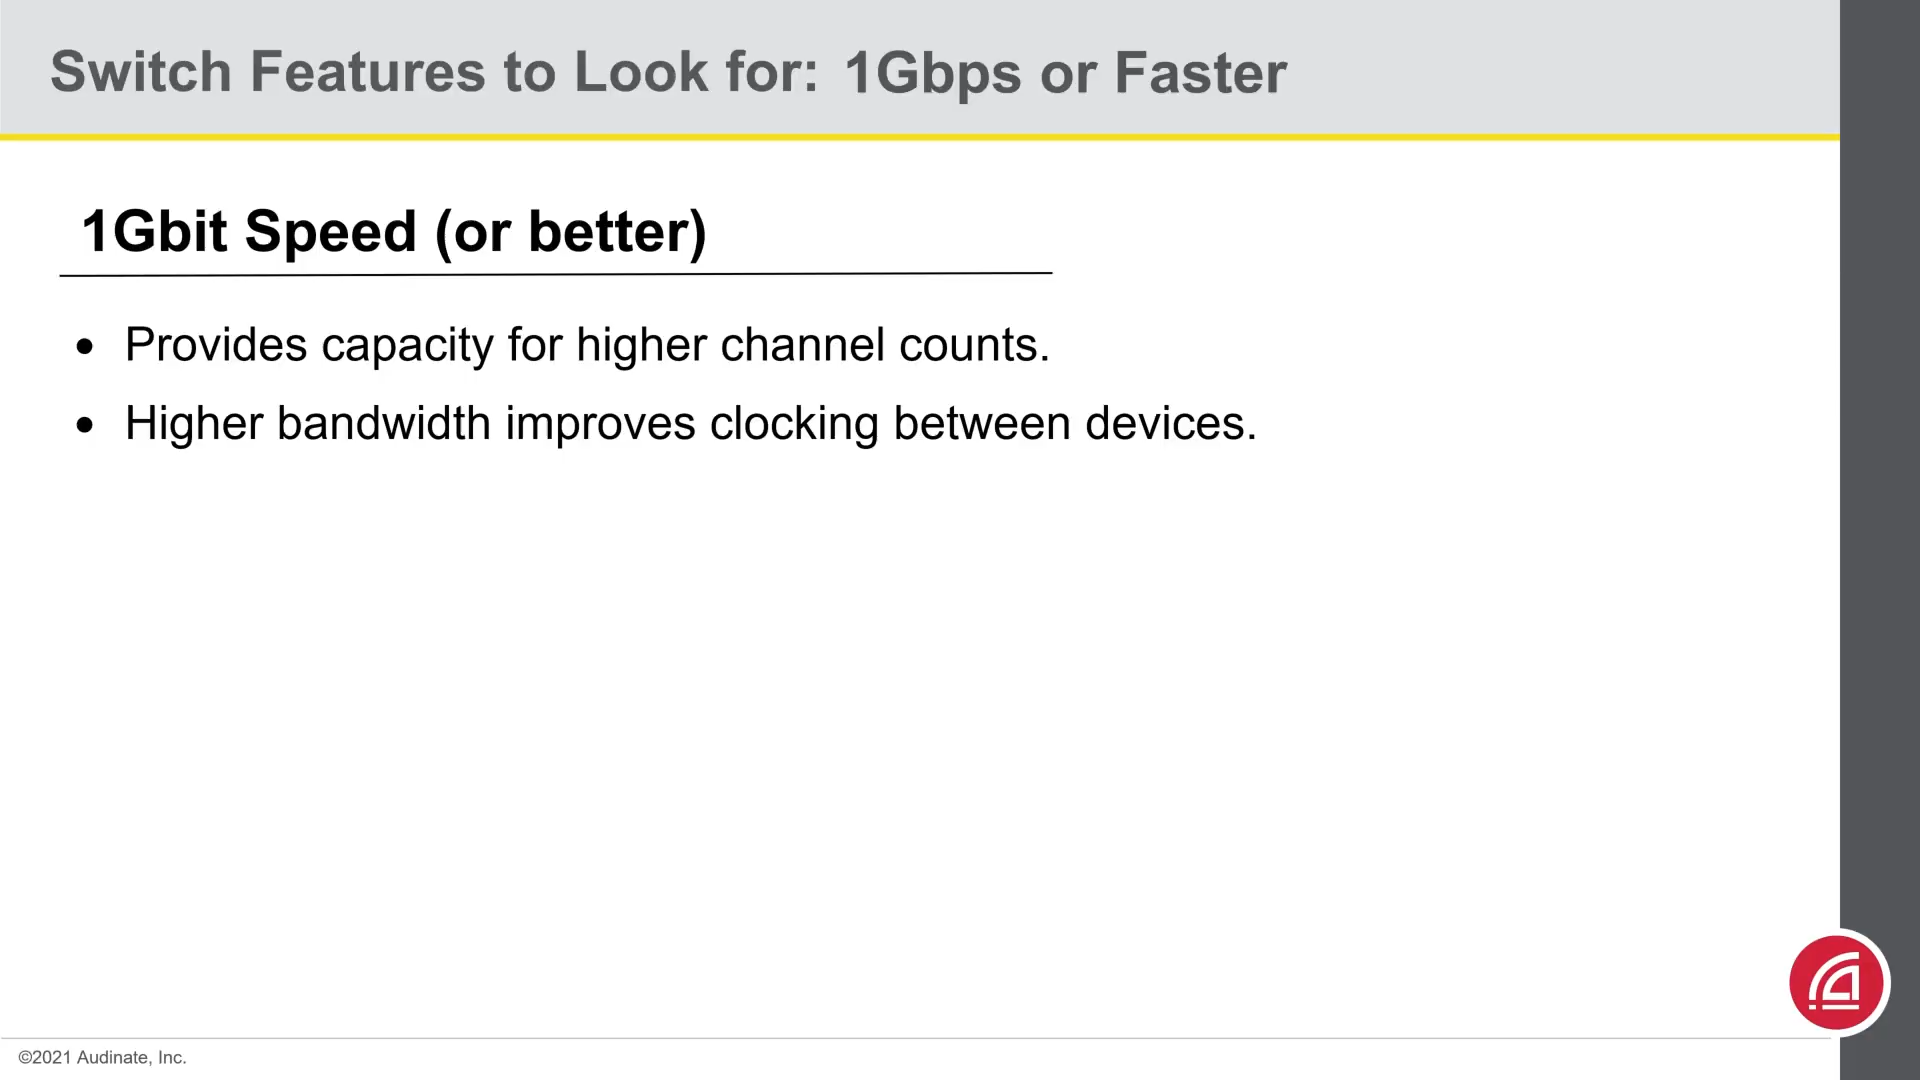 Switch Features to Look for: 1Gbps or Faster
1Gbit Speed (or better)
• Provides capacity for higher channel counts.
• Higher bandwidth improves clocking between devices.
©2021 Audinate, Inc.